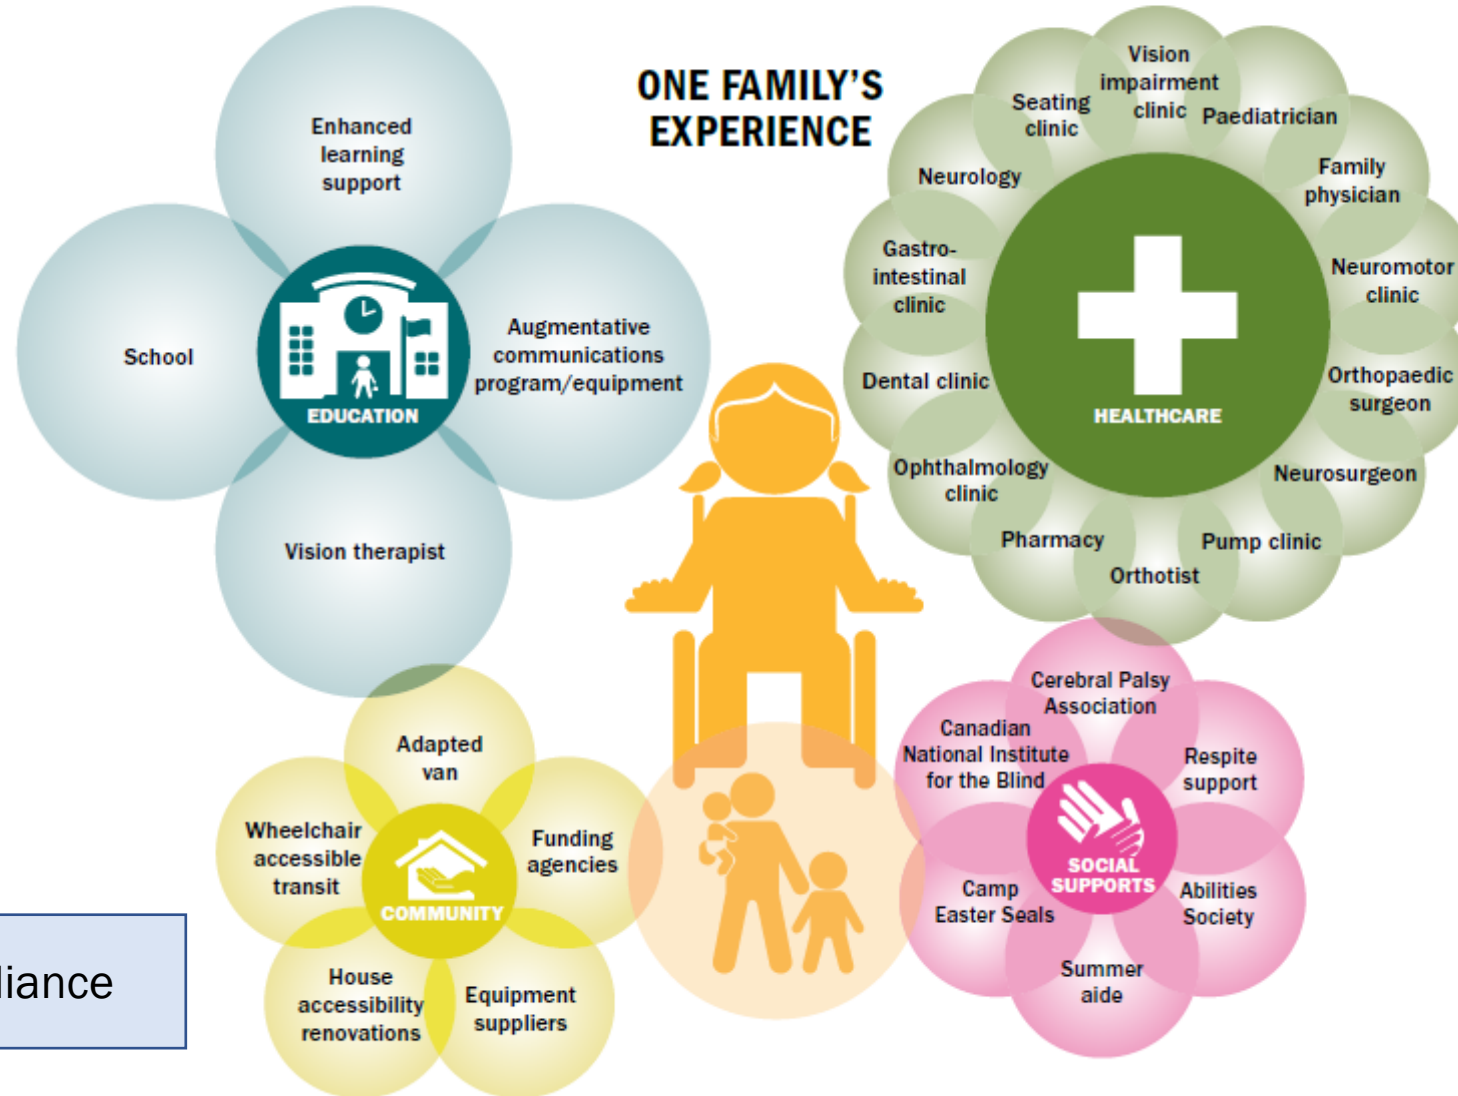 ONE FAMILY'S
EXPERIENCE
Enhanced
learning
support
School
Augmentative
communications
program/equipment
Vision therapist
EDUCATION
Vision
impairment
clinic
Seating
clinic
Paediatrician
Neurology
Family
physician
Gastro-
intestinal
clinic
Neuromotor
clinic
Dental clinic
Orthopaedic
surgeon
Ophthalmology
clinic
Neurosurgeon
Pharmacy
Pump clinic
Orthotist
HEALTHCARE
Adapted
van
Wheelchair
accessible
transit
Funding
agencies
House
accessibility
renovations
Equipment
suppliers
COMMUNITY
Cerebral Palsy
Association
Canadian
National Institute
for the Blind
Respite
support
Camp
Easter Seals
Abilities
Society
Summer
aide
SOCIAL
SUPPORTS